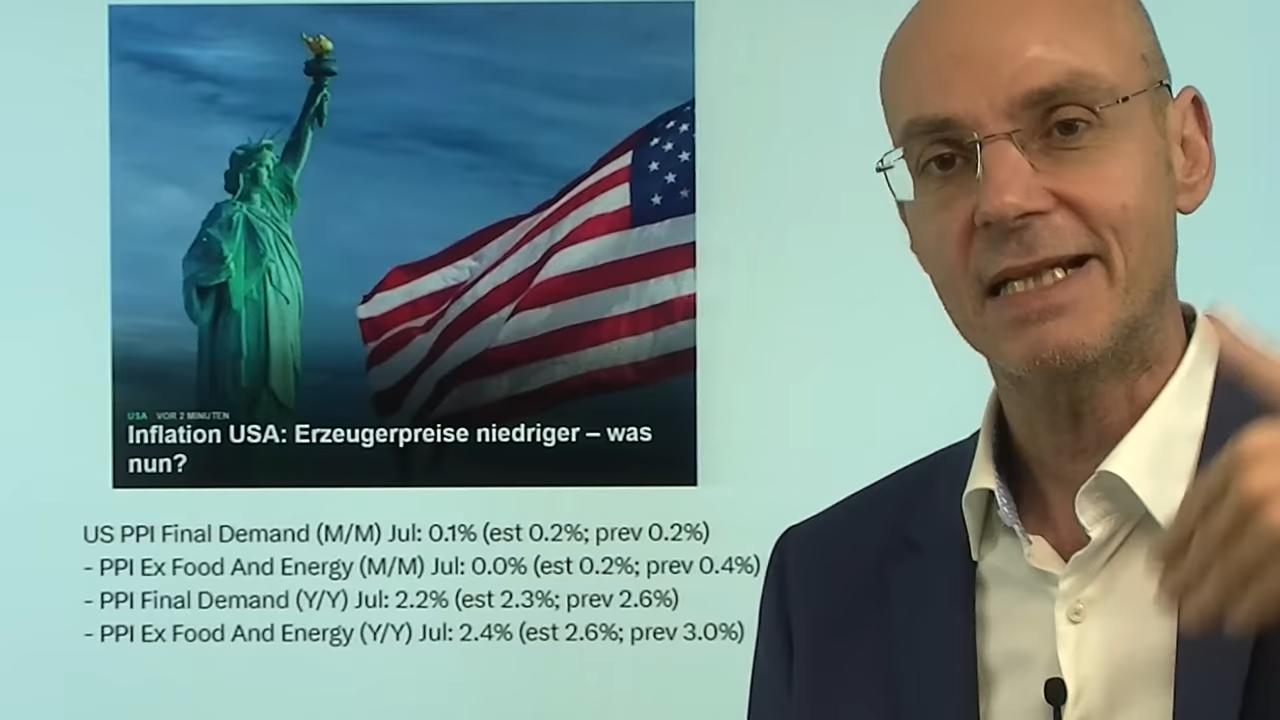 USA VOR 2 MINUTEN
Inflation USA: Erzeugerpreise niedriger – was
nun?
US PPI Final Demand (M/M) Jul: 0.1% (est 0.2%; prev 0.2%)
- PPI Ex Food And Energy (M/M) Jul: 0.0% (est 0.2%; prev 0.4%)
- PPI Final Demand (Y/Y) Jul: 2.2% (est 2.3%; prev 2.6%)
- PPI Ex Food And Energy (Y/Y) Jul: 2.4% (est 2.6%; prev 3.0%)